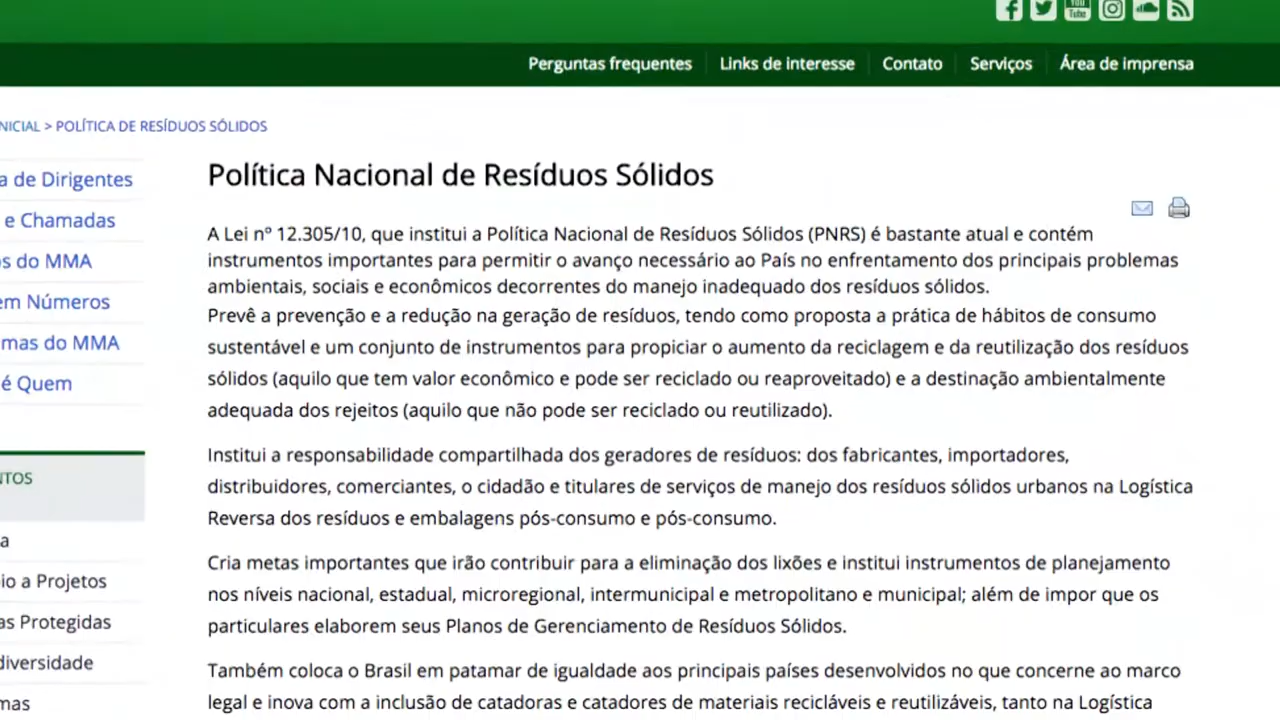 You
Tube
Perguntas frequentes
Links de interesse
Contato
Serviços
Área de imprensa
NICIAL > POLÍTICA DE RESÍDUOS SÓLIDOS
a de Dirigentes
e Chamadas
s do MMA
em Números
mas do MMA
é Quem
NTOS
a
io a Projetos
as Protegidas
diversidade
mas
Política Nacional de Resíduos Sólidos
A Lei nº 12.305/10, que institui a Política Nacional de Resíduos Sólidos (PNRS) é bastante atual e contém
instrumentos importantes para permitir o avanço necessário ao País no enfrentamento dos principais problemas
ambientais, sociais e econômicos decorrentes do manejo inadequado dos resíduos sólidos.
Prevê a prevenção e a redução na geração de resíduos, tendo como proposta a prática de hábitos de consumo
sustentável e um conjunto de instrumentos para propiciar o aumento da reciclagem e da reutilização dos resíduos
sólidos (aquilo que tem valor econômico e pode ser reciclado ou reaproveitado) e a destinação ambientalmente
adequada dos rejeitos (aquilo que não pode ser reciclado ou reutilizado).
Institui a responsabilidade compartilhada dos geradores de resíduos: dos fabricantes, importadores,
distribuidores, comerciantes, o cidadão e titulares de serviços de manejo dos resíduos sólidos urbanos na Logística
Reversa dos resíduos e embalagens pós-consumo e pós-consumo.
Cria metas importantes que irão contribuir para a eliminação dos lixões e institui instrumentos de planejamento
nos níveis nacional, estadual, microregional, intermunicipal e metropolitano e municipal; além de impor que os
particulares elaborem seus Planos de Gerenciamento de Resíduos Sólidos.
Também coloca o Brasil em patamar de igualdade aos principais países desenvolvidos no que concerne ao marco
legal e inova com a inclusão de catadoras e catadores de materiais recicláveis e reutilizáveis, tanto na Logística